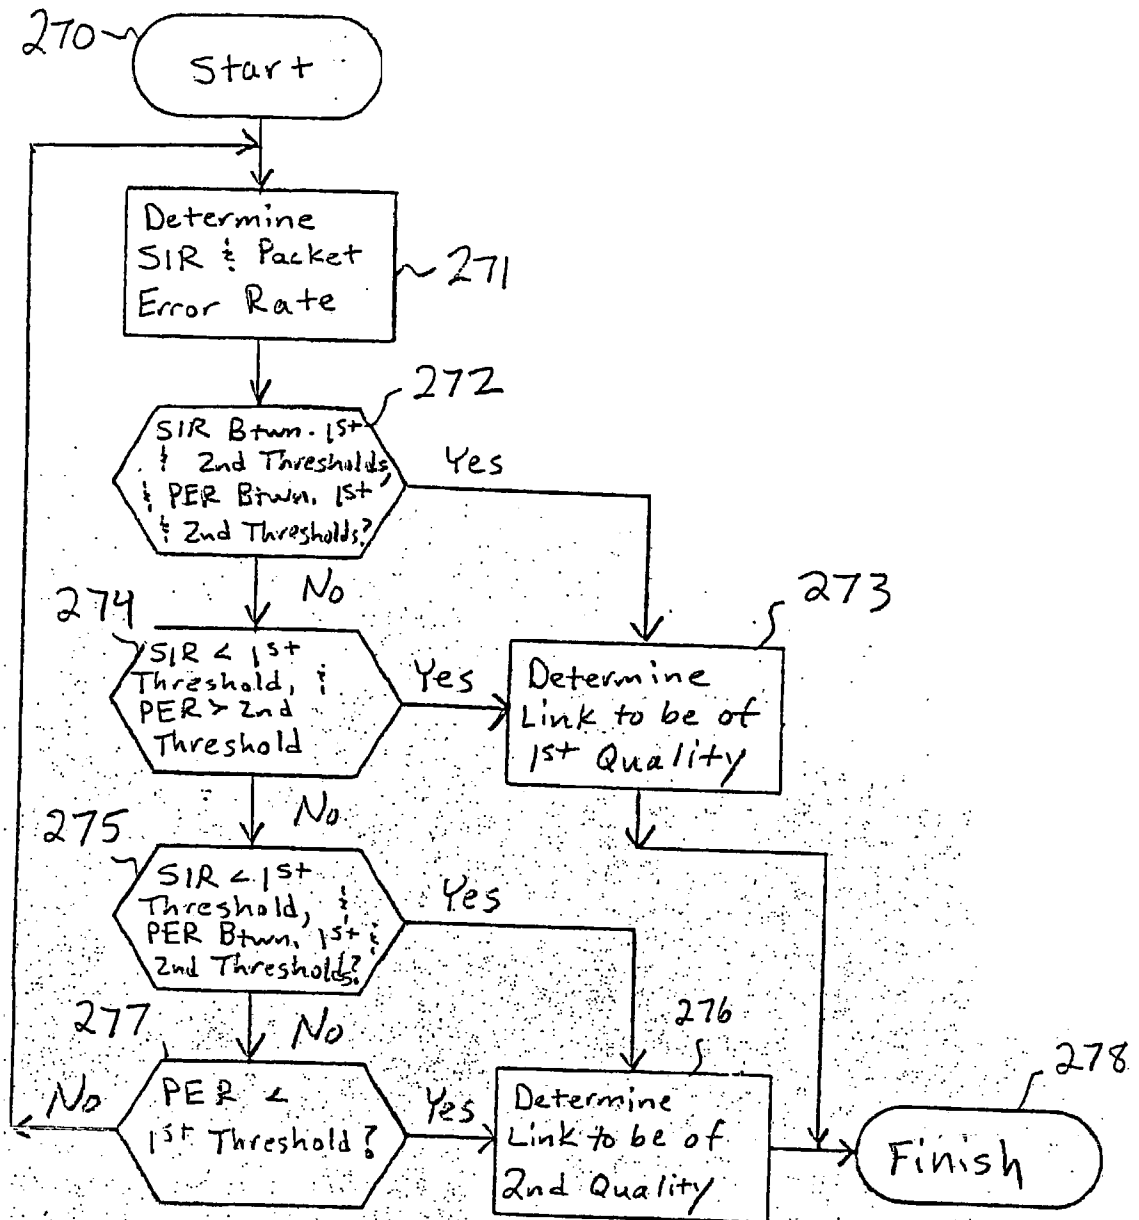 270
Start
Determine
SIR & Packet
Error Rate
271
272
SIR Btwn. 1st
& 2nd Thresholds,
& PER Btwn. 1st
& 2nd Thresholds?
Yes
No
274
SIR < 1st
Threshold, &
PER > 2nd
Threshold
Yes
273
Determine
Link to be of
1st Quality
No
275
SIR < 1st
Threshold, &
PER Btwn. 1st &
2nd Thresholds?
Yes
No
277
PER <
1st Threshold?
No
Yes
276
Determine
Link to be of
2nd Quality
278
Finish